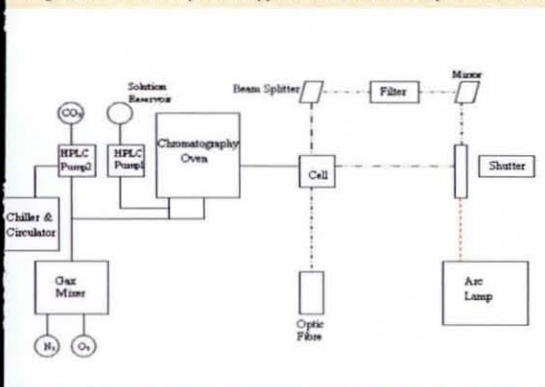 Solution
Reservoir
CO₂
HPLC
Pump2
HPLC
Pump1
Chromatography
Oven
Beam Splitter
Filter
Mirror
Cell
Shutter
Chiller &
Circulator
Gax
Mixer
Arc
Lamp
Optic
Fibre
N₂
O₂